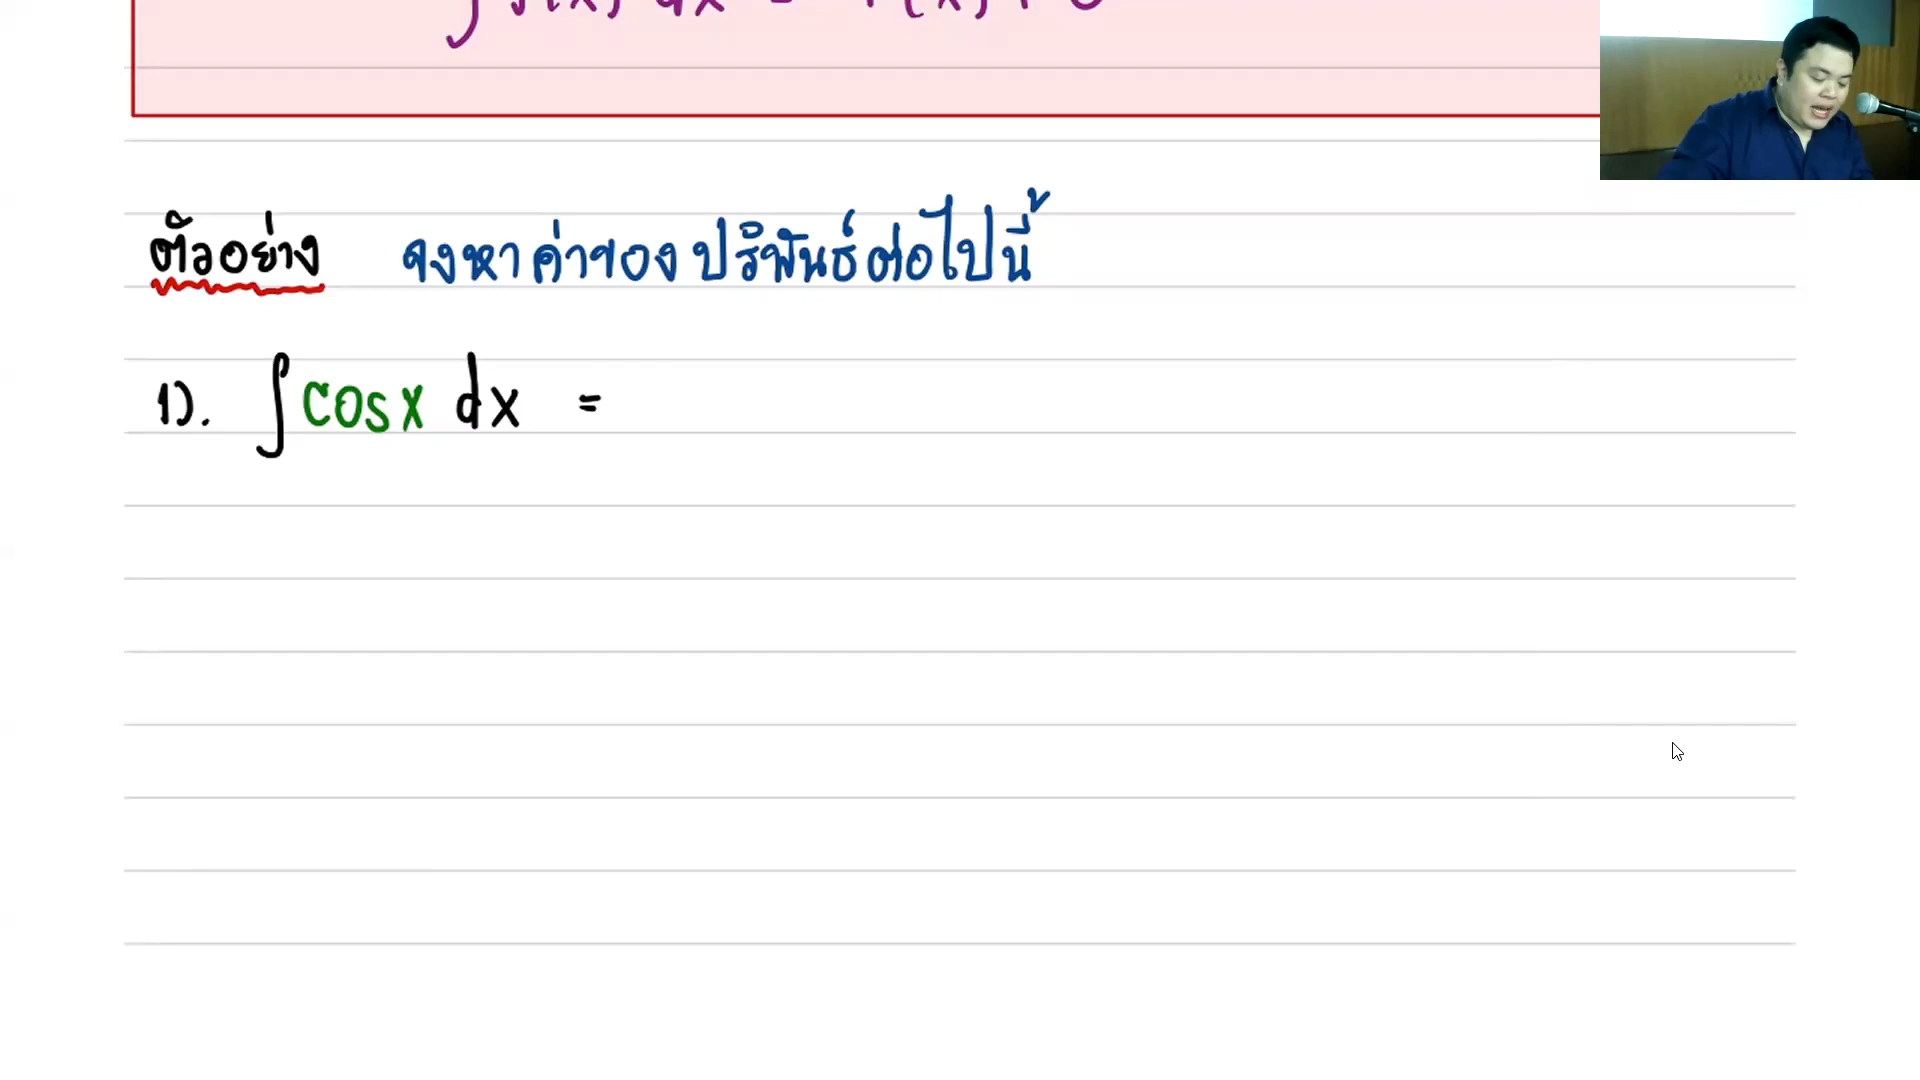 ∫ f(x) dx = F(x) + C
ตัวอย่าง จงหาค่าของปริพันธ์ต่อไปนี้
1). ∫ cos x dx =